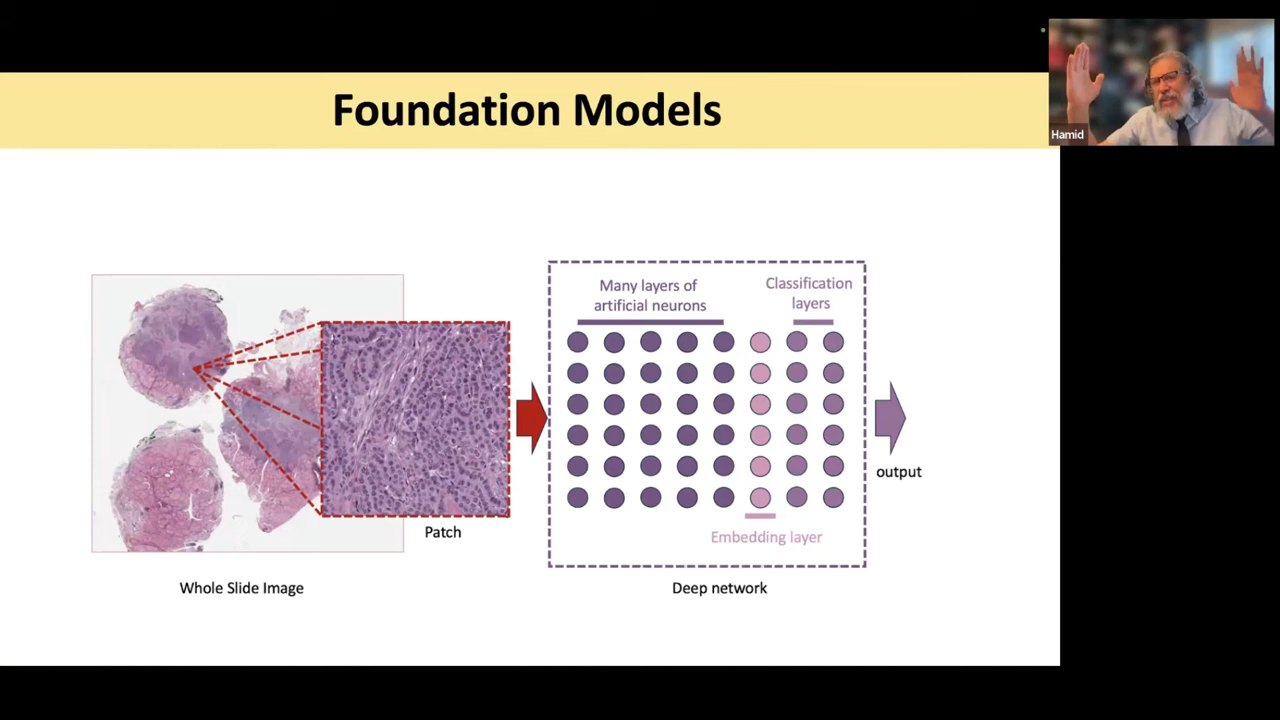 Foundation Models
Hamid
Many layers of
artificial neurons
Classification
layers
output
Patch
Embedding layer
Whole Slide Image
Deep network